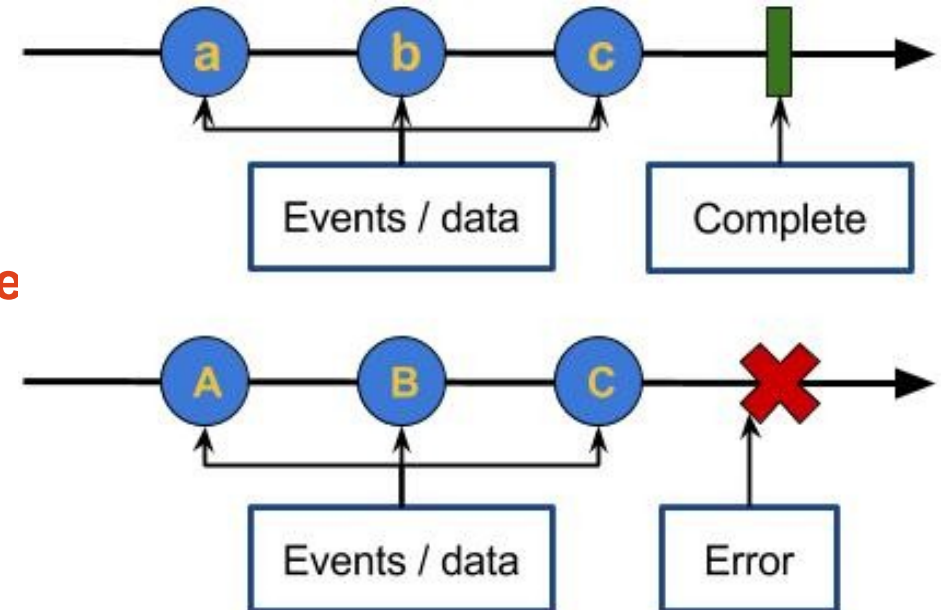 a b c
Events / data
Complete
e
A B C
Events / data
Error